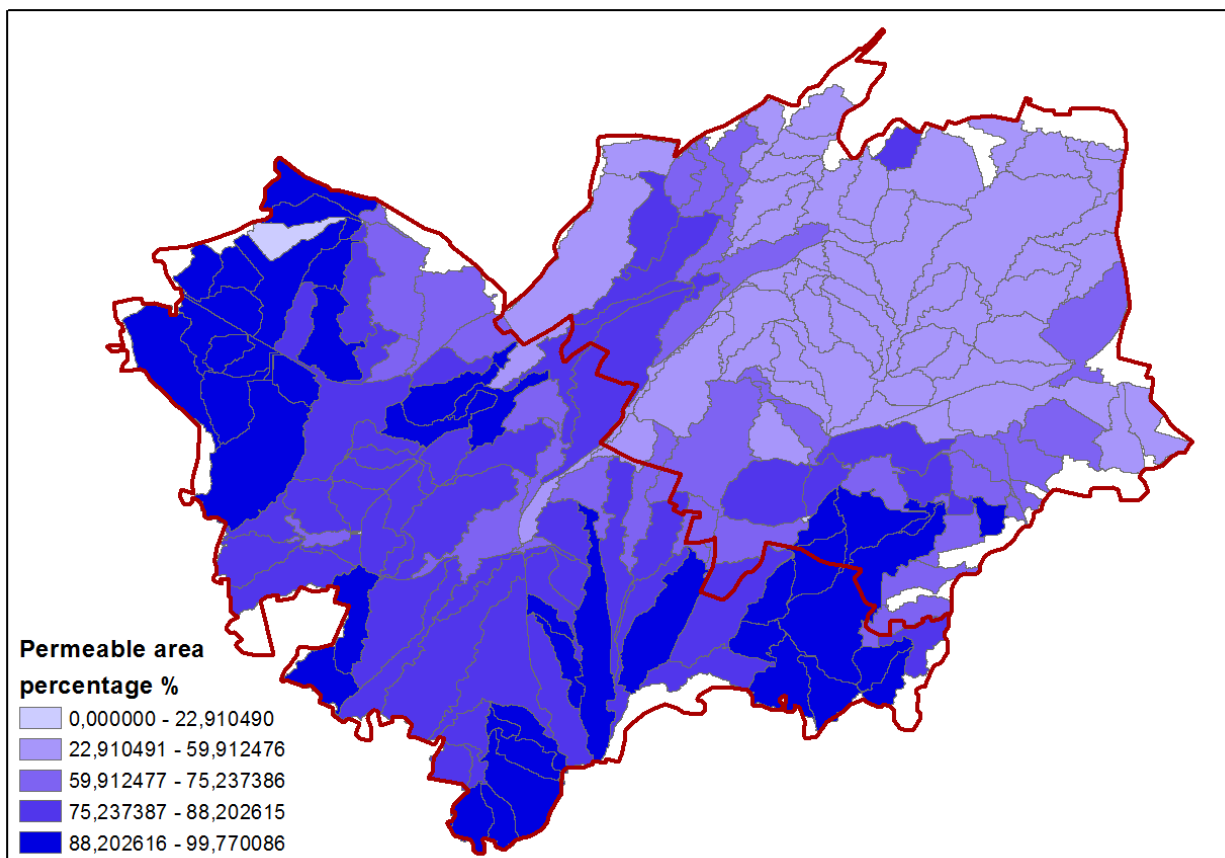 Permeable area
percentage %
0,000000 - 22,910490
22,910491 - 59,912476
59,912477 - 75,237386
75,237387 - 88,202615
88,202616 - 99,770086